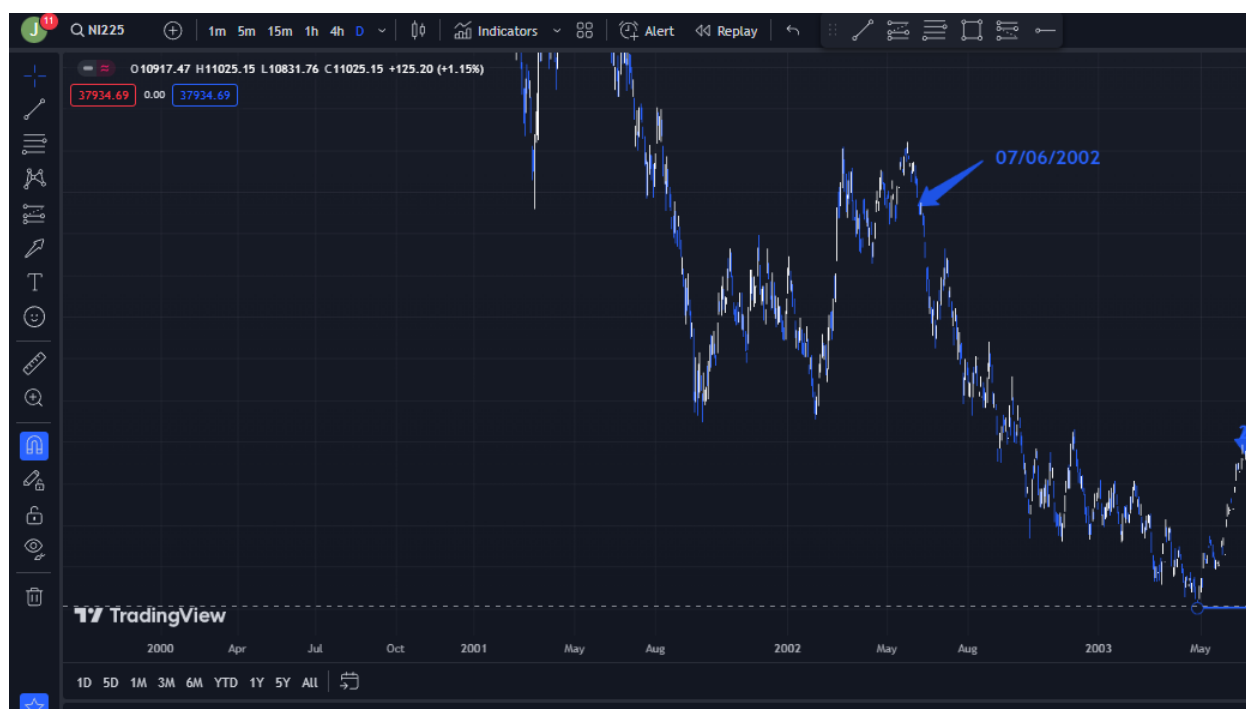 J 11 NI225 1m 5m 15m 1h 4h D Indicators Alert Replay
O10917.47 H11025.15 L10831.76 C11025.15 +125.20 (+1.15%)
37934.69 0.00 37934.69
07/06/2002
T
TradingView
2000 Apr Jul Oct 2001 May Aug 2002 May Aug 2003 May
1D 5D 1M 3M 6M YTD 1Y 5Y All